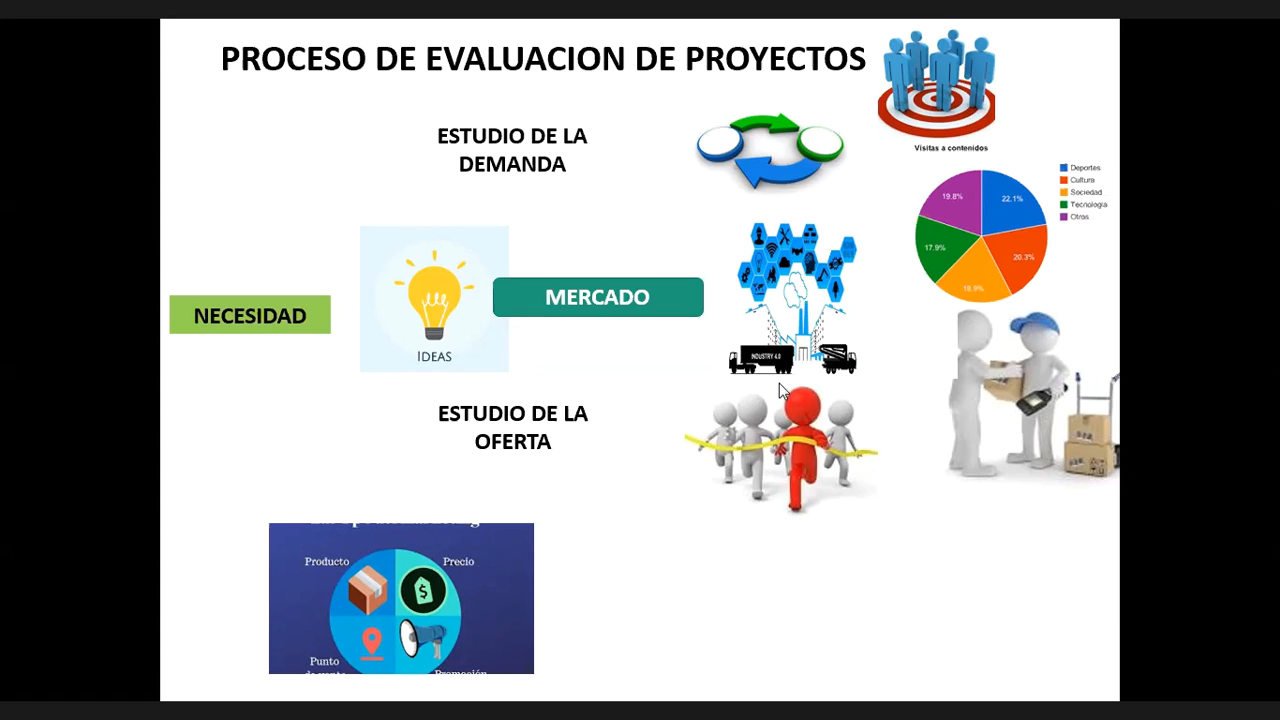 PROCESO DE EVALUACION DE PROYECTOS
ESTUDIO DE LA
DEMANDA
Visitas a contenidos
Deportes
Cultura
Sociedad
Tecnología
Otros
19.8%
22.1%
17.9%
20.3%
18.9%
IDEAS
MERCADO
NECESIDAD
INDUSTRY 4.0
ESTUDIO DE LA
OFERTA
Producto
Precio
Punto
Promoción